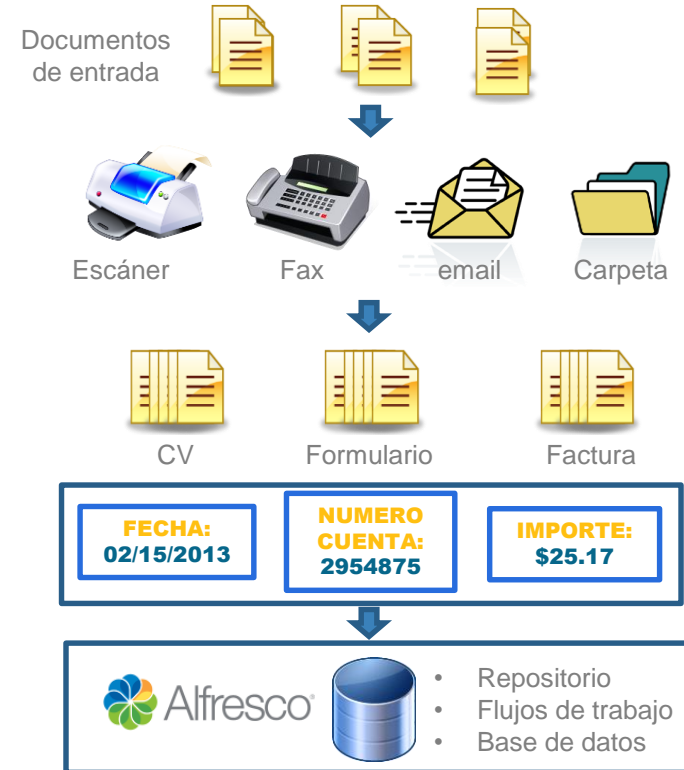 Documentos
de entrada
Escáner
Fax
email
Carpeta
CV
Formulario
Factura
FECHA:
02/15/2013
NUMERO
CUENTA:
2954875
IMPORTE:
$25.17
Alfresco
• Repositorio
• Flujos de trabajo
• Base de datos